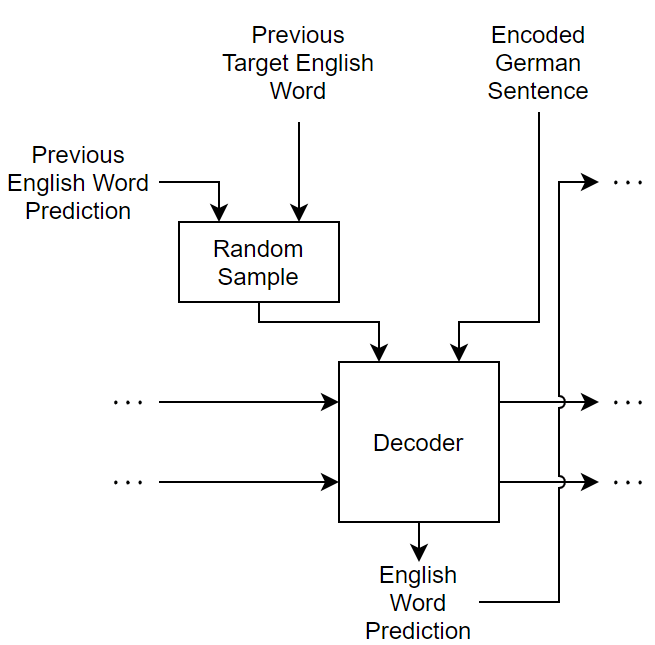 Previous
Target English
Word
Encoded
German
Sentence
Previous
English Word
Prediction
...
Random
Sample
...
...
Decoder
...
...
English
Word
Prediction